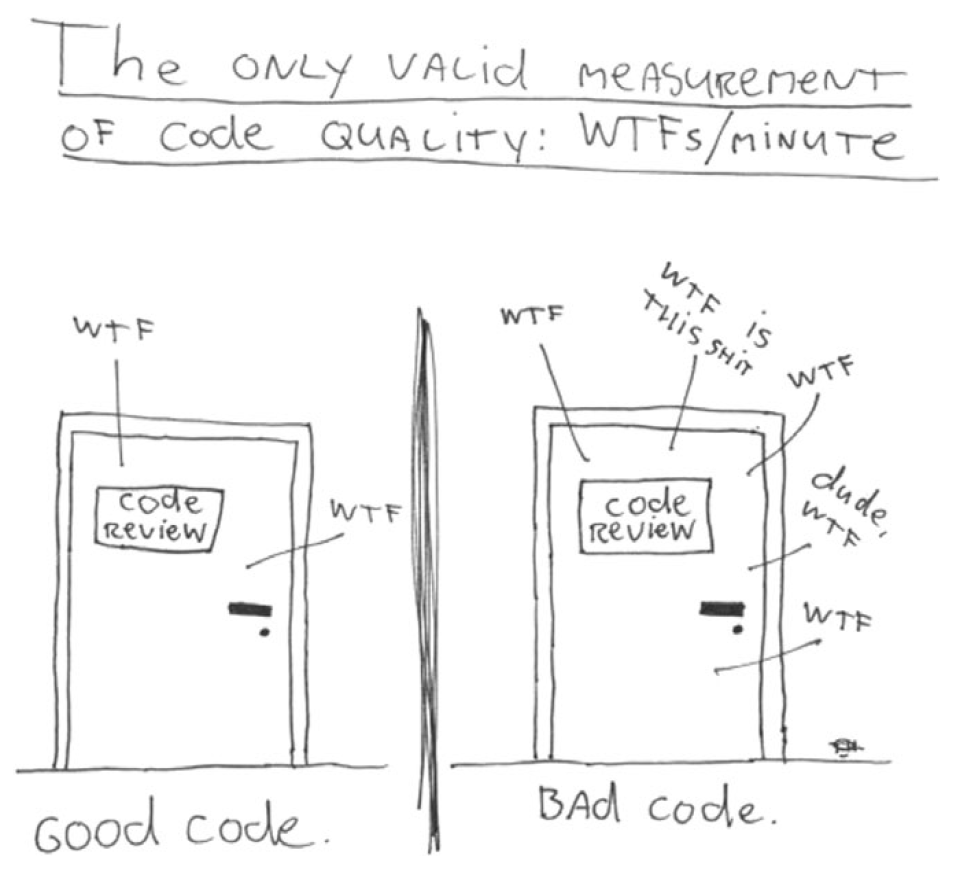 The ONLY VALid MEASUREMENT
OF Code QUALITY: WTFs/MINUTE
WTF
Code
REViEW
WTF
GOOD Code.
WTF
WTF iS
THiS SHiT
WTF
Code
REViEW
dude,
WTF
WTF
BAd Code.